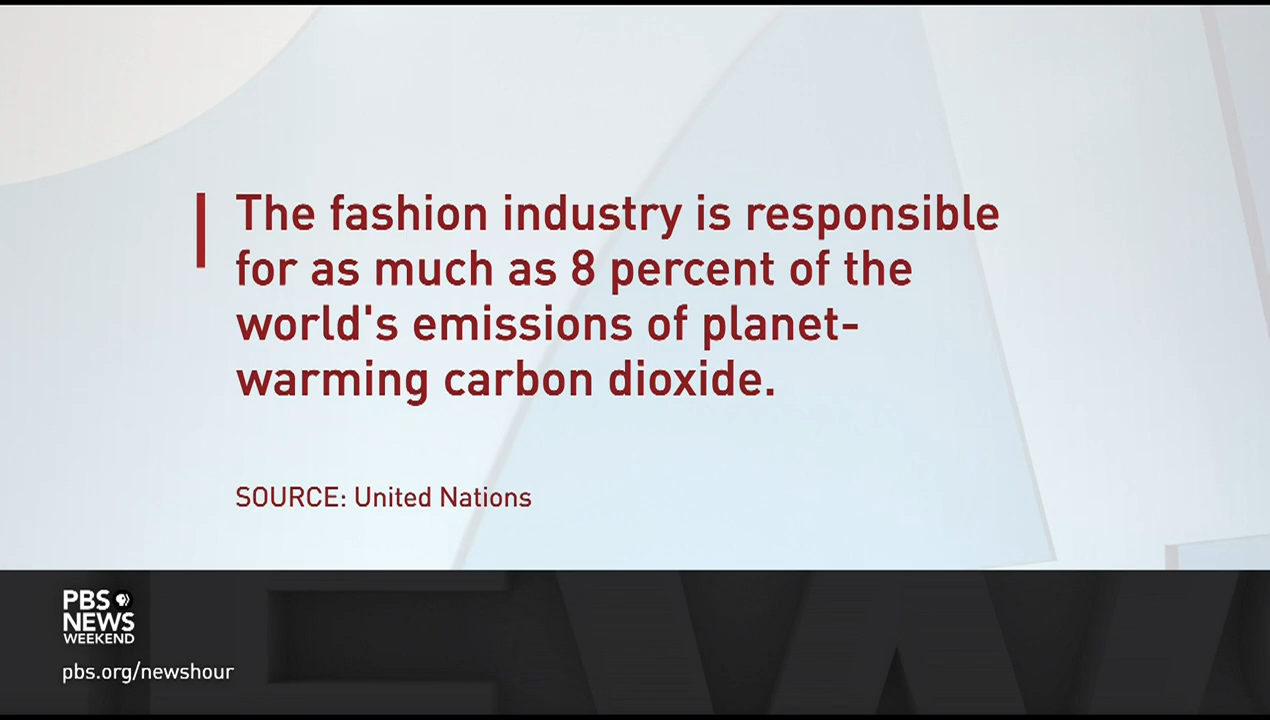 The fashion industry is responsible
for as much as 8 percent of the
world's emissions of planet-
warming carbon dioxide.
SOURCE: United Nations
PBS
NEWS
WEEKEND
pbs.org/newshour